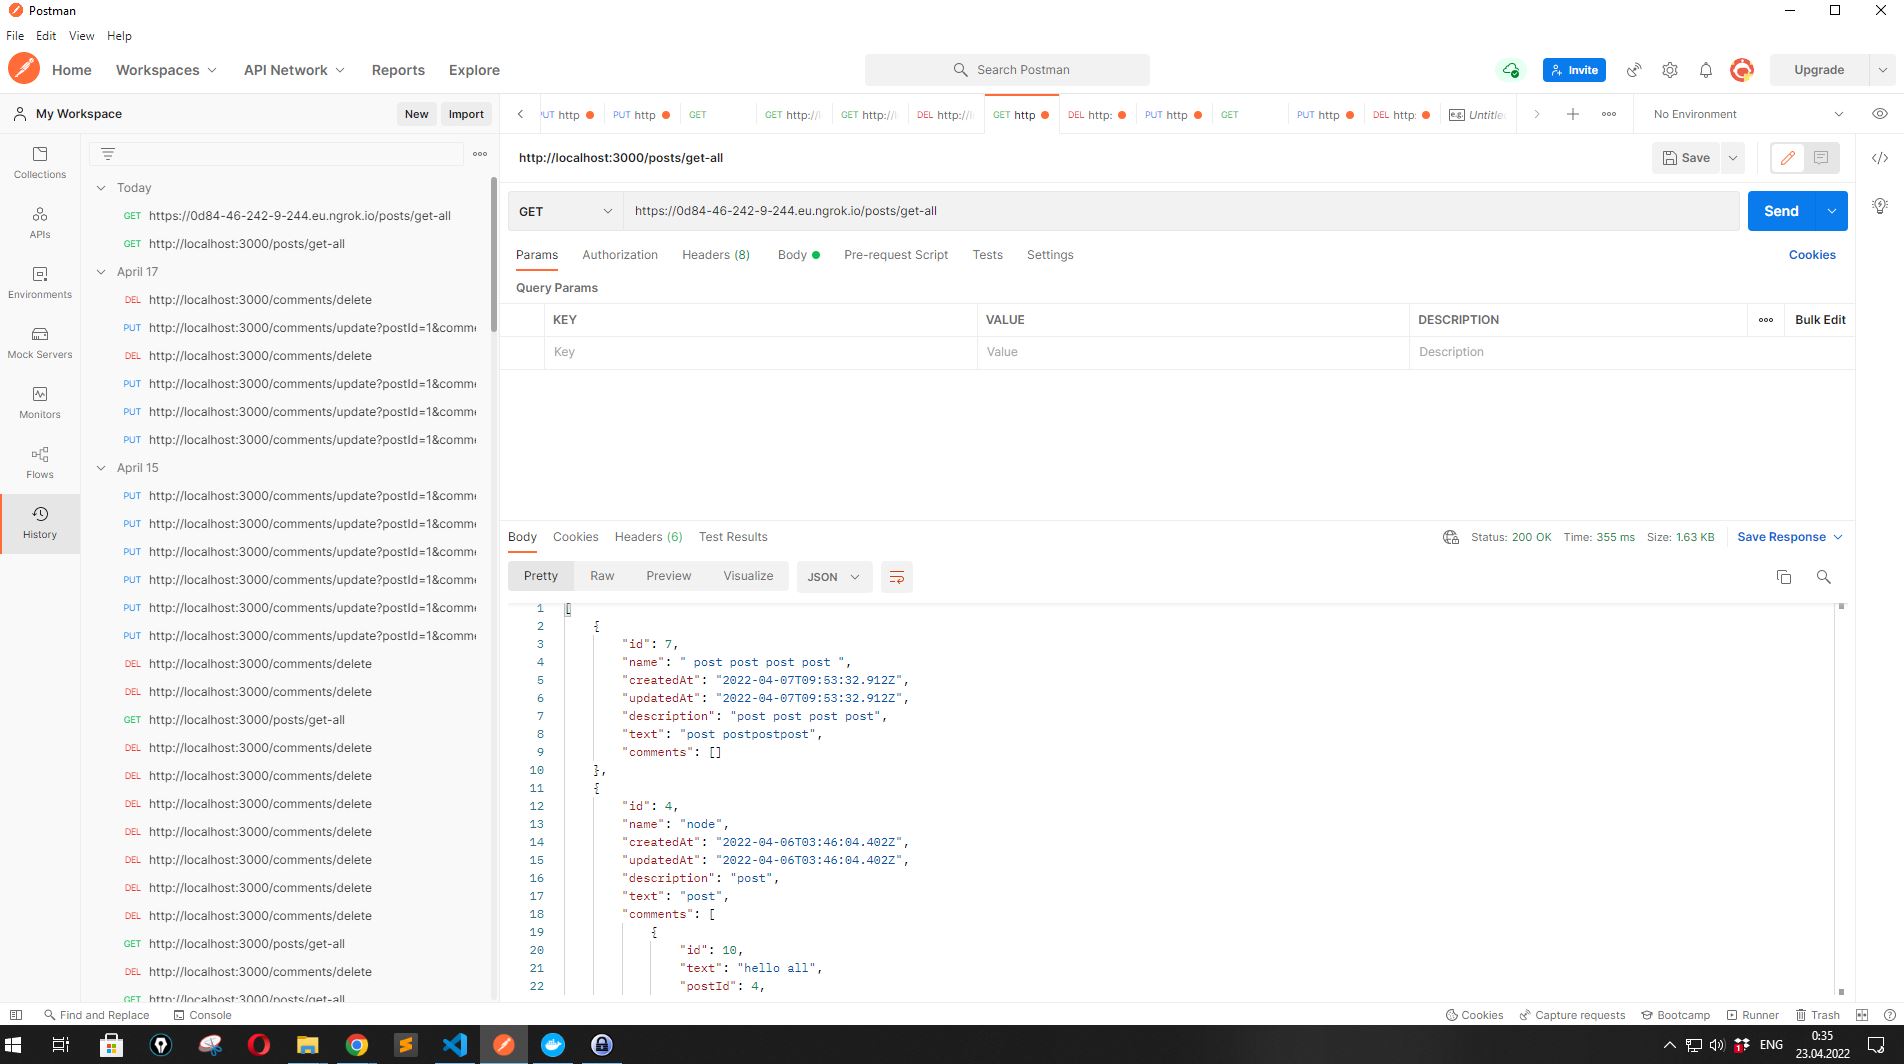 Postman
File Edit View Help
Home Workspaces API Network Reports Explore Search Postman Invite Upgrade
My Workspace New Import
PUT http PUT http GET GET http:// GET http:// DEL http:// GET http DEL http: PUT http GET PUT http DEL http: Untitle No Environment
Collections
APIs
Environments
Mock Servers
Monitors
Flows
History
Today
GET https://0d84-46-242-9-244.eu.ngrok.io/posts/get-all
GET http://localhost:3000/posts/get-all
April 17
DEL http://localhost:3000/comments/delete
PUT http://localhost:3000/comments/update?postId=1&comme
DEL http://localhost:3000/comments/delete
PUT http://localhost:3000/comments/update?postId=1&comme
PUT http://localhost:3000/comments/update?postId=1&comme
PUT http://localhost:3000/comments/update?postId=1&comme
April 15
PUT http://localhost:3000/comments/update?postId=1&comme
PUT http://localhost:3000/comments/update?postId=1&comme
PUT http://localhost:3000/comments/update?postId=1&comme
PUT http://localhost:3000/comments/update?postId=1&comme
PUT http://localhost:3000/comments/update?postId=1&comme
PUT http://localhost:3000/comments/update?postId=1&comme
DEL http://localhost:3000/comments/delete
DEL http://localhost:3000/comments/delete
GET http://localhost:3000/posts/get-all
DEL http://localhost:3000/comments/delete
DEL http://localhost:3000/comments/delete
DEL http://localhost:3000/comments/delete
DEL http://localhost:3000/comments/delete
DEL http://localhost:3000/comments/delete
DEL http://localhost:3000/comments/delete
DEL http://localhost:3000/comments/delete
GET http://localhost:3000/posts/get-all
DEL http://localhost:3000/comments/delete
GET http://localhost:3000/posts/get-all
http://localhost:3000/posts/get-all Save
GET https://0d84-46-242-9-244.eu.ngrok.io/posts/get-all Send
Params Authorization Headers (8) Body Pre-request Script Tests Settings Cookies
Query Params
KEY VALUE DESCRIPTION Bulk Edit
Key Value Description
Body Cookies Headers (6) Test Results Status: 200 OK Time: 355 ms Size: 1.63 KB Save Response
Pretty Raw Preview Visualize JSON
1 [
2 {
3 "id": 7,
4 "name": " post post post post ",
5 "createdAt": "2022-04-07T09:53:32.912Z",
6 "updatedAt": "2022-04-07T09:53:32.912Z",
7 "description": "post post post post",
8 "text": "post postpostpost",
9 "comments": []
10 },
11 {
12 "id": 4,
13 "name": "node",
14 "createdAt": "2022-04-06T03:46:04.402Z",
15 "updatedAt": "2022-04-06T03:46:04.402Z",
16 "description": "post",
17 "text": "post",
18 "comments": [
19 {
20 "id": 10,
21 "text": "hello all",
22 "postId": 4,
Find and Replace Console Cookies Capture requests Bootcamp Runner Trash
ENG 0:35
23.04.2022